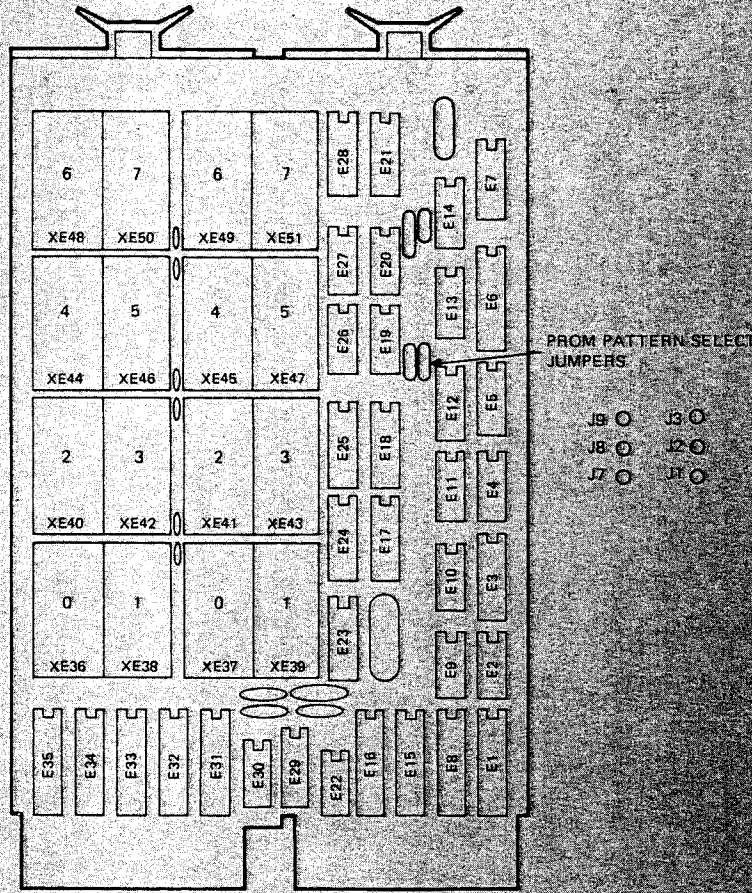 6 7 6 7
XE48 XE50 XE49 XE51
E28 E21
E7
E14
E27 E20
4 5 4 5
XE44 XE46 XE45 XE47
E26 E19
E13 E6
PROM PATTERN SELECT
JUMPERS
J9 J3
J8 J2
J7 J1
2 3 2 3
XE40 XE42 XE41 XE43
E25 E18
E12 E5
E11 E4
E24 E17
0 1 0 1
XE36 XE38 XE37 XE39
E23
E10 E3
E9 E2
E35 E34 E33 E32 E31 E30 E29 E22 E16 E15 E8 E1